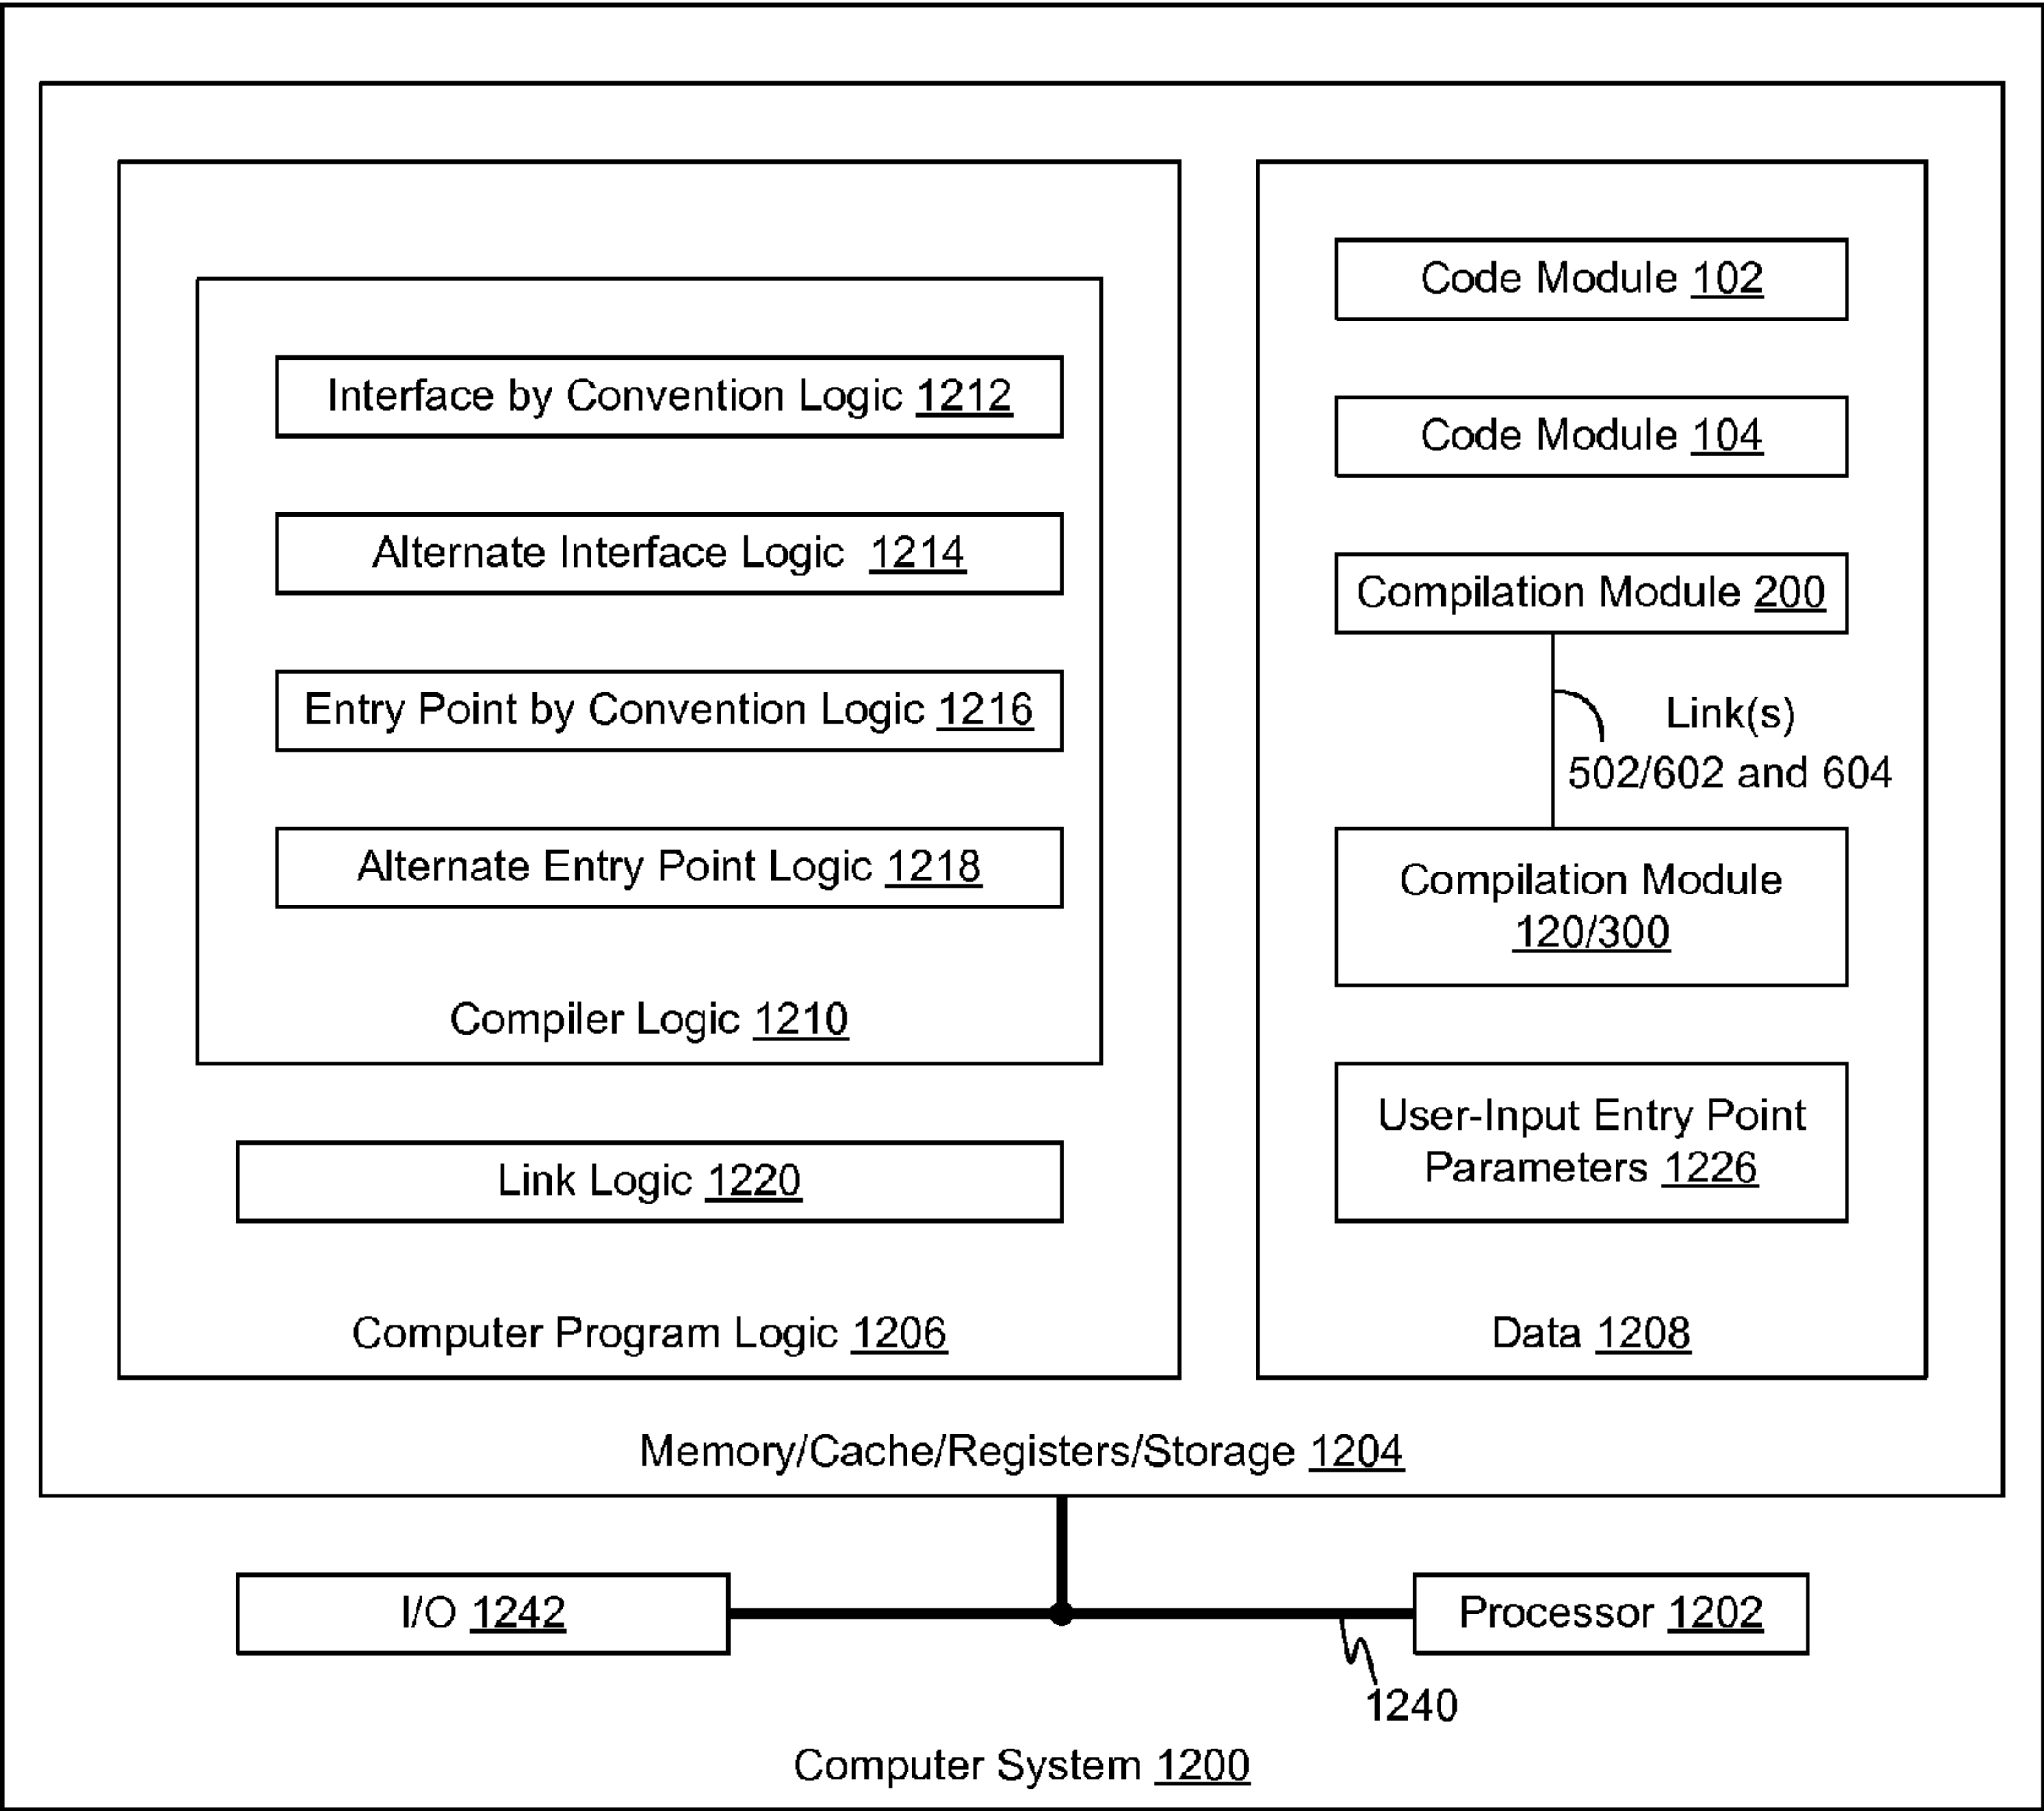 Interface by Convention Logic 1212
Alternate Interface Logic 1214
Entry Point by Convention Logic 1216
Alternate Entry Point Logic 1218
Compiler Logic 1210
Link Logic 1220
Computer Program Logic 1206
Code Module 102
Code Module 104
Compilation Module 200
Link(s)
502/602 and 604
Compilation Module
120/300
User-Input Entry Point
Parameters 1226
Data 1208
Memory/Cache/Registers/Storage 1204
I/O 1242
Processor 1202
1240
Computer System 1200